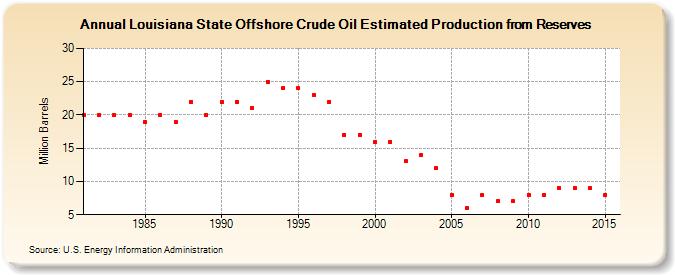 Annual Louisiana State Offshore Crude Oil Estimated Production from Reserves
Million Barrels
30
25
20
15
10
5
1985 1990 1995 2000 2005 2010 2015
Source: U.S. Energy Information Administration